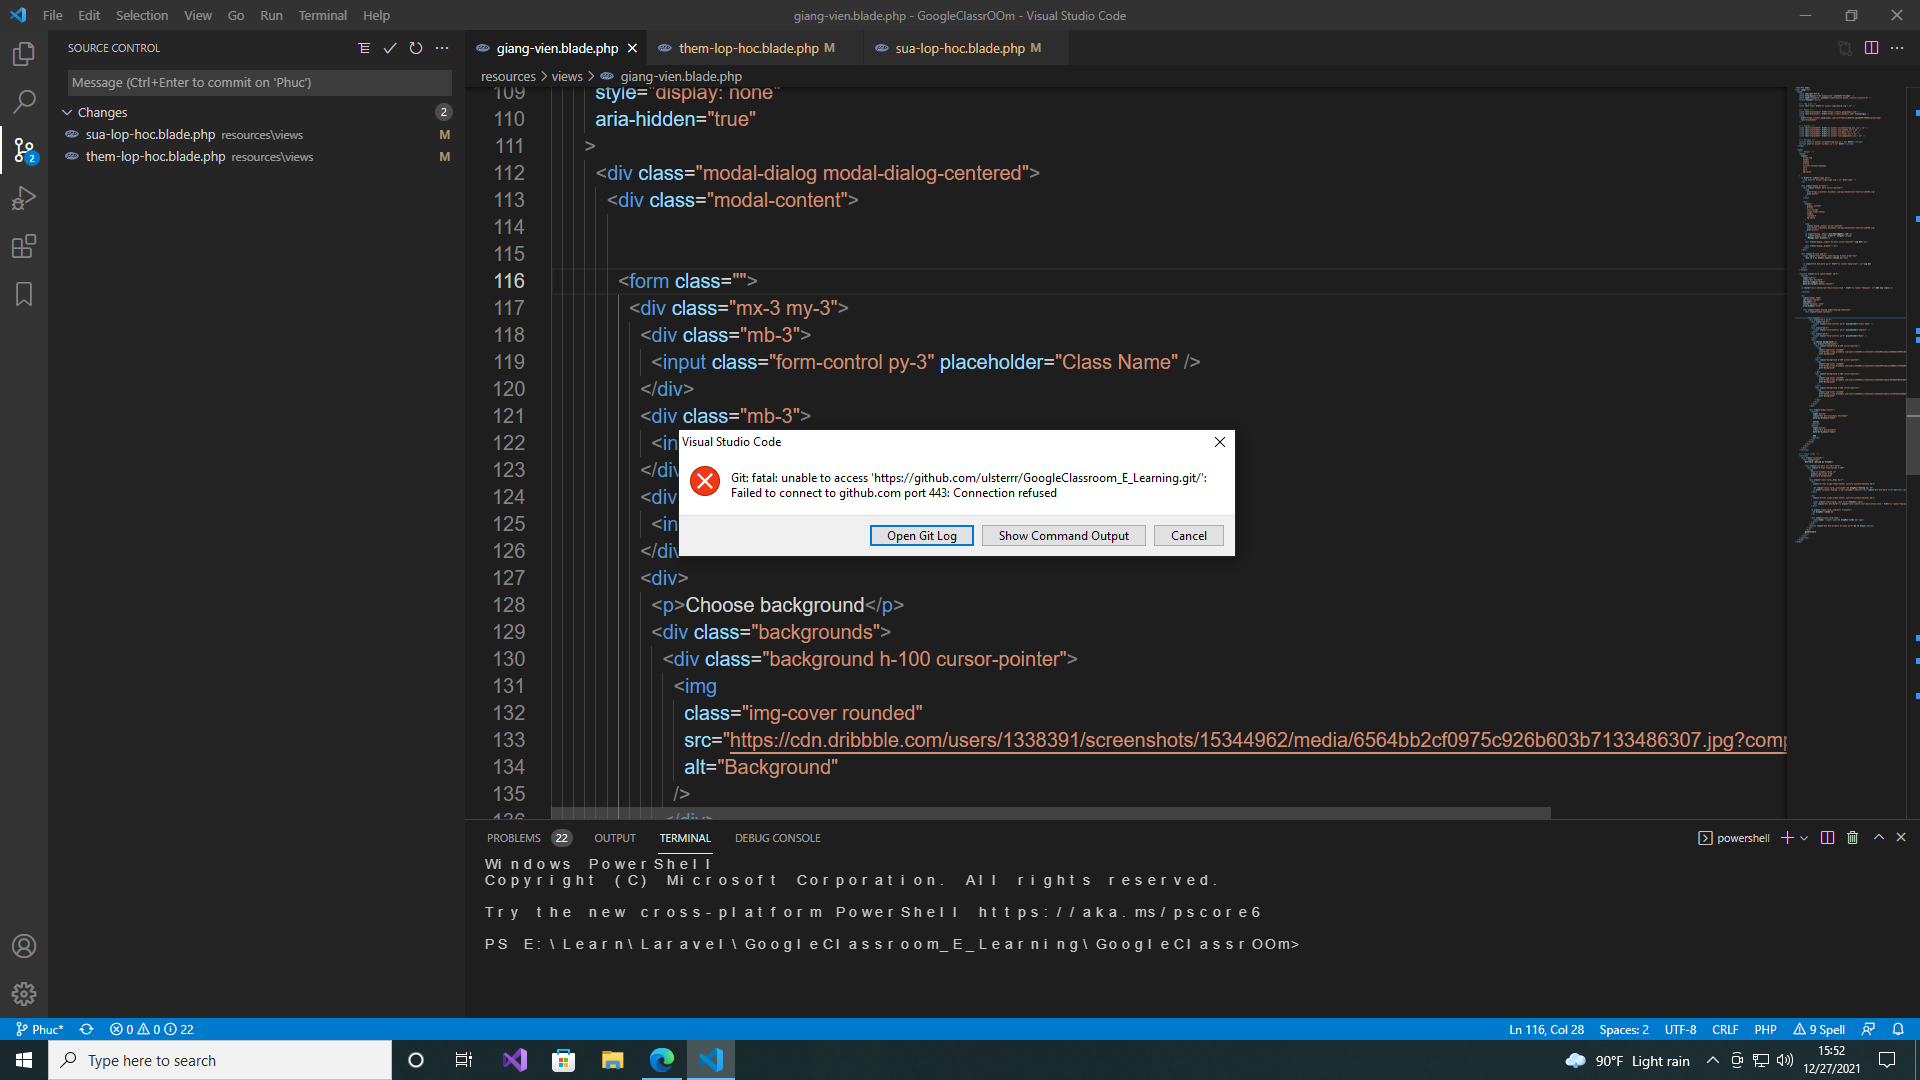 File Edit Selection View Go Run Terminal Help
giang-vien.blade.php - GoogleClassrOOm - Visual Studio Code
SOURCE CONTROL
Message (Ctrl+Enter to commit on 'Phuc')
Changes
2
sua-lop-hoc.blade.php resources\views M
them-lop-hoc.blade.php resources\views M
2
giang-vien.blade.php
them-lop-hoc.blade.php M
sua-lop-hoc.blade.php M
resources > views > giang-vien.blade.php
109 style="display: none"
110 aria-hidden="true"
111 >
112 <div class="modal-dialog modal-dialog-centered">
113 <div class="modal-content">
114
115
116 <form class="">
117 <div class="mx-3 my-3">
118 <div class="mb-3">
119 <input class="form-control py-3" placeholder="Class Name" />
120 </div>
121 <div class="mb-3">
122 <in
123 </di
124 <div
125 <in
126 </div
127 <div>
128 <p>Choose background</p>
129 <div class="backgrounds">
130 <div class="background h-100 cursor-pointer">
131 <img
132 class="img-cover rounded"
133 src="https://cdn.dribbble.com/users/1338391/screenshots/15344962/media/6564bb2cf0975c926b603b7133486307.jpg?comp
134 alt="Background"
135 />
136 </div>
Visual Studio Code
Git: fatal: unable to access 'https://github.com/ulsterrr/GoogleClassroom_E_Learning.git/':
Failed to connect to github.com port 443: Connection refused
Open Git Log
Show Command Output
Cancel
PROBLEMS 22 OUTPUT TERMINAL DEBUG CONSOLE
powershell
Windows PowerShell
Copyright (C) Microsoft Corporation. All rights reserved.
Try the new cross-platform PowerShell https://aka.ms/pscore6
PS E:\Learn\Laravel\GoogleClassroom_E_Learning\GoogleClassrOOm>
Phuc* 0 0 22
Ln 116, Col 28 Spaces: 2 UTF-8 CRLF PHP 9 Spell
Type here to search
90°F Light rain
15:52
12/27/2021